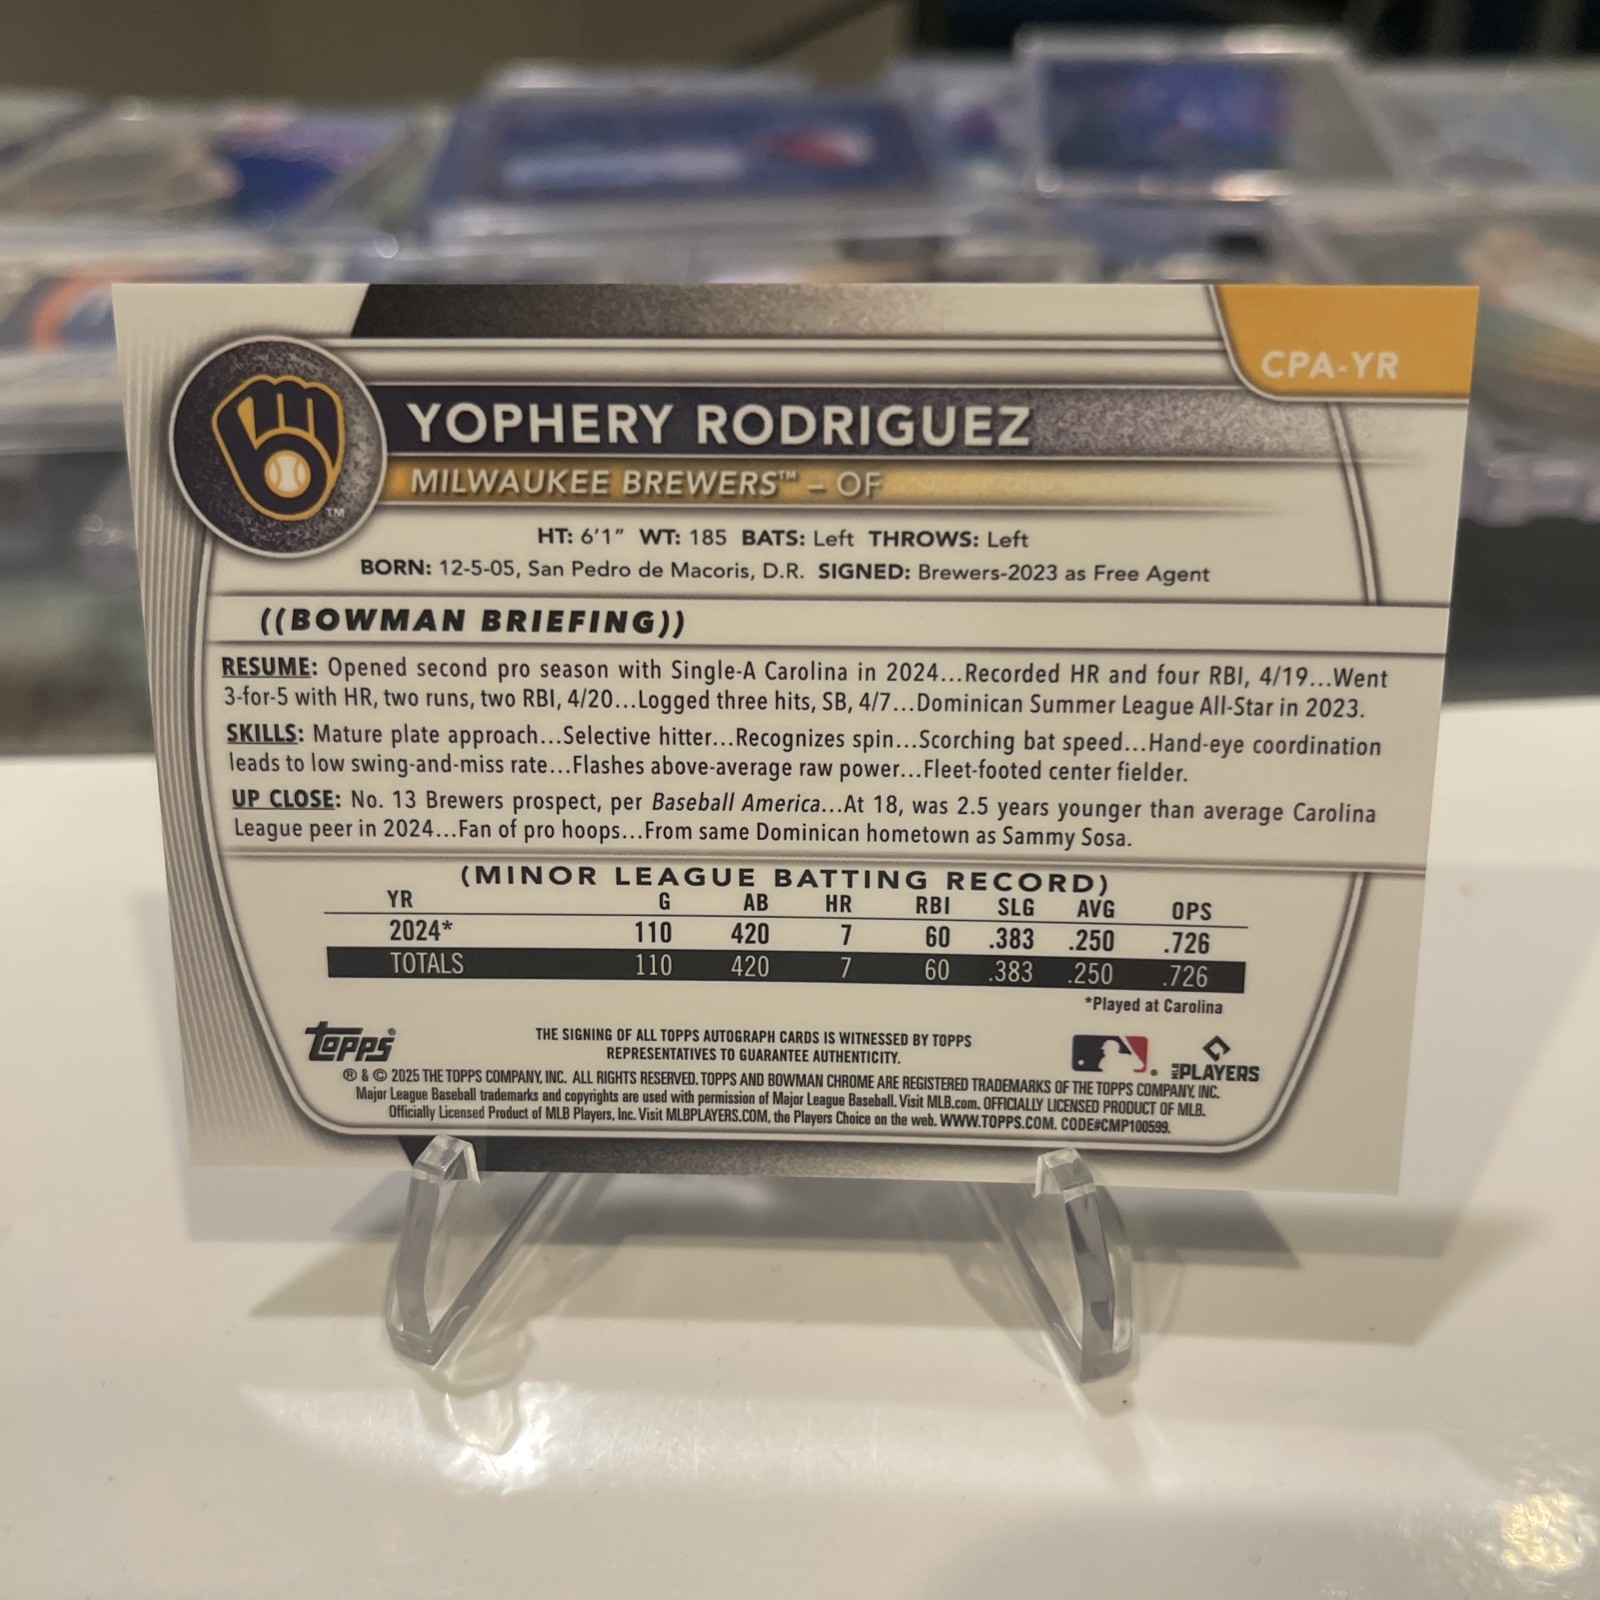 CPA-YR
YOPHERY RODRIGUEZ
MILWAUKEE BREWERS™ – OF
TM
HT: 6'1" WT: 185 BATS: Left THROWS: Left
BORN: 12-5-05, San Pedro de Macoris, D.R. SIGNED: Brewers-2023 as Free Agent
((BOWMAN BRIEFING))
RESUME: Opened second pro season with Single-A Carolina in 2024...Recorded HR and four RBI, 4/19...Went
3-for-5 with HR, two runs, two RBI, 4/20...Logged three hits, SB, 4/7...Dominican Summer League All-Star in 2023.
SKILLS: Mature plate approach...Selective hitter...Recognizes spin...Scorching bat speed...Hand-eye coordination
leads to low swing-and-miss rate...Flashes above-average raw power...Fleet-footed center fielder.
UP CLOSE: No. 13 Brewers prospect, per Baseball America...At 18, was 2.5 years younger than average Carolina
League peer in 2024...Fan of pro hoops...From same Dominican hometown as Sammy Sosa.
(MINOR LEAGUE BATTING RECORD)
YR G AB HR RBI SLG AVG OPS
2024* 110 420 7 60 .383 .250 .726
TOTALS 110 420 7 60 .383 .250 .726
*Played at Carolina
Topps®
THE SIGNING OF ALL TOPPS AUTOGRAPH CARDS IS WITNESSED BY TOPPS
REPRESENTATIVES TO GUARANTEE AUTHENTICITY.
MLB PLAYERS
® & © 2025 THE TOPPS COMPANY, INC. ALL RIGHTS RESERVED. TOPPS AND BOWMAN CHROME ARE REGISTERED TRADEMARKS OF THE TOPPS COMPANY, INC.
Major League Baseball trademarks and copyrights are used with permission of Major League Baseball. Visit MLB.com. OFFICIALLY LICENSED PRODUCT OF MLB.
Officially Licensed Product of MLB Players, Inc. Visit MLBPLAYERS.COM, the Players Choice on the web. WWW.TOPPS.COM. CODE#CMP100599.